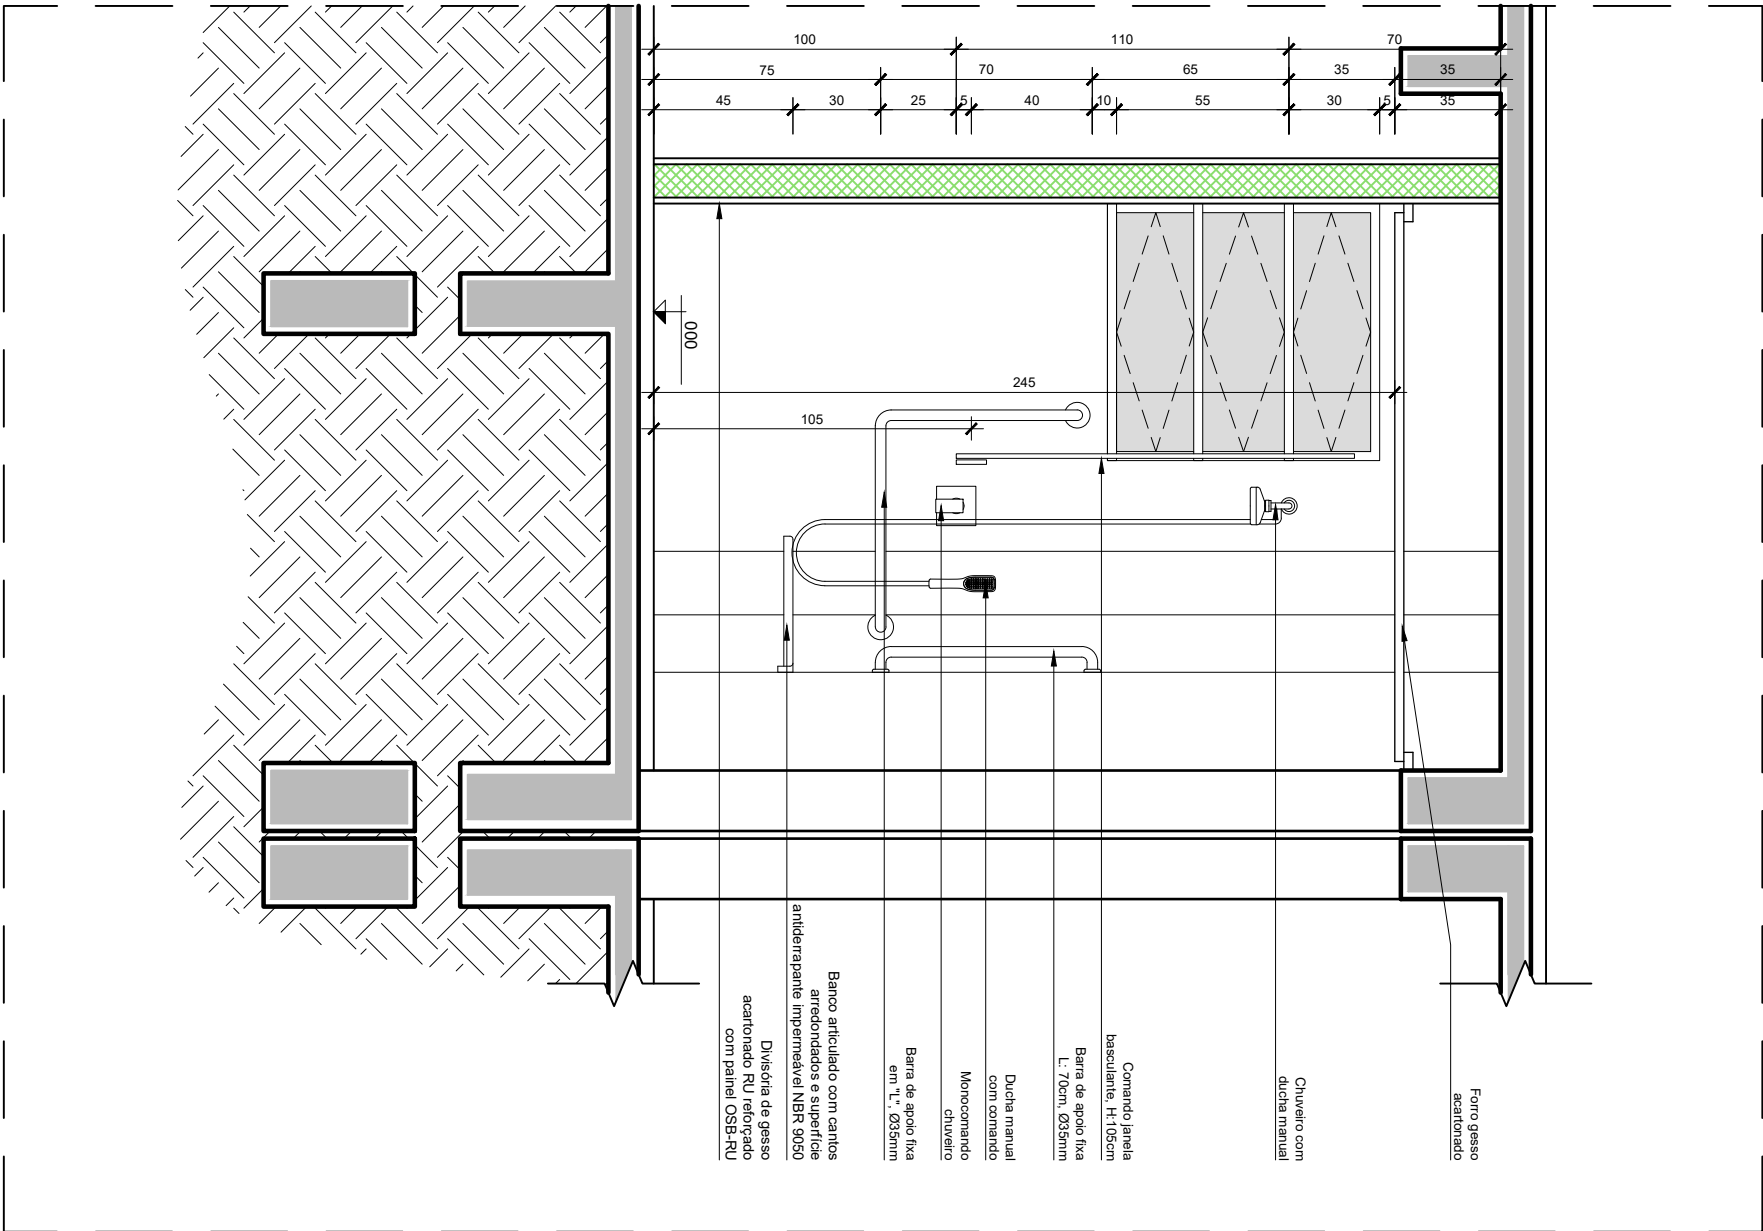 100
110
70
75
70
65
35
35
45
30
25
5
40
10
55
30
5
35
000
245
105
Forro gesso
acartonado
Chuveiro com
ducha manual
Comando janela
basculante, H:105cm
Barra de apoio fixa
L: 70cm, Ø35mm
Ducha manual
com comando
Monocomando
chuveiro
Barra de apoio fixa
em "L", Ø35mm
Banco articulado com cantos
arredondados e superfície
antiderrapante impermeável NBR 9050
Divisória de gesso
acartonado RU reforçado
com painel OSB-RU